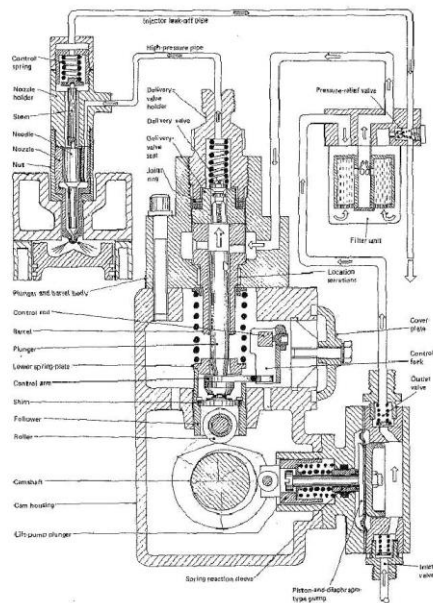 Injector leak-off pipe
High-pressure pipe
Control
spring
Nozzle
holder
Stem
Needle
Nozzle
Nut
Delivery-
valve
holder
Delivery valve
Delivery-
valve
seat
Joint
ring
Pressure-relief valve
Filter unit
Location
serrations
Plunger and barrel body
Control rod
Barrel
Plunger
Lower spring-plate
Control arm
Shim
Follower
Roller
Camshaft
Cam housing
Lift-pump plunger
Spring reaction sleeve
Cover
plate
Control
fork
Outlet
valve
Inlet
valve
Piston-and-diaphragm-
type pump